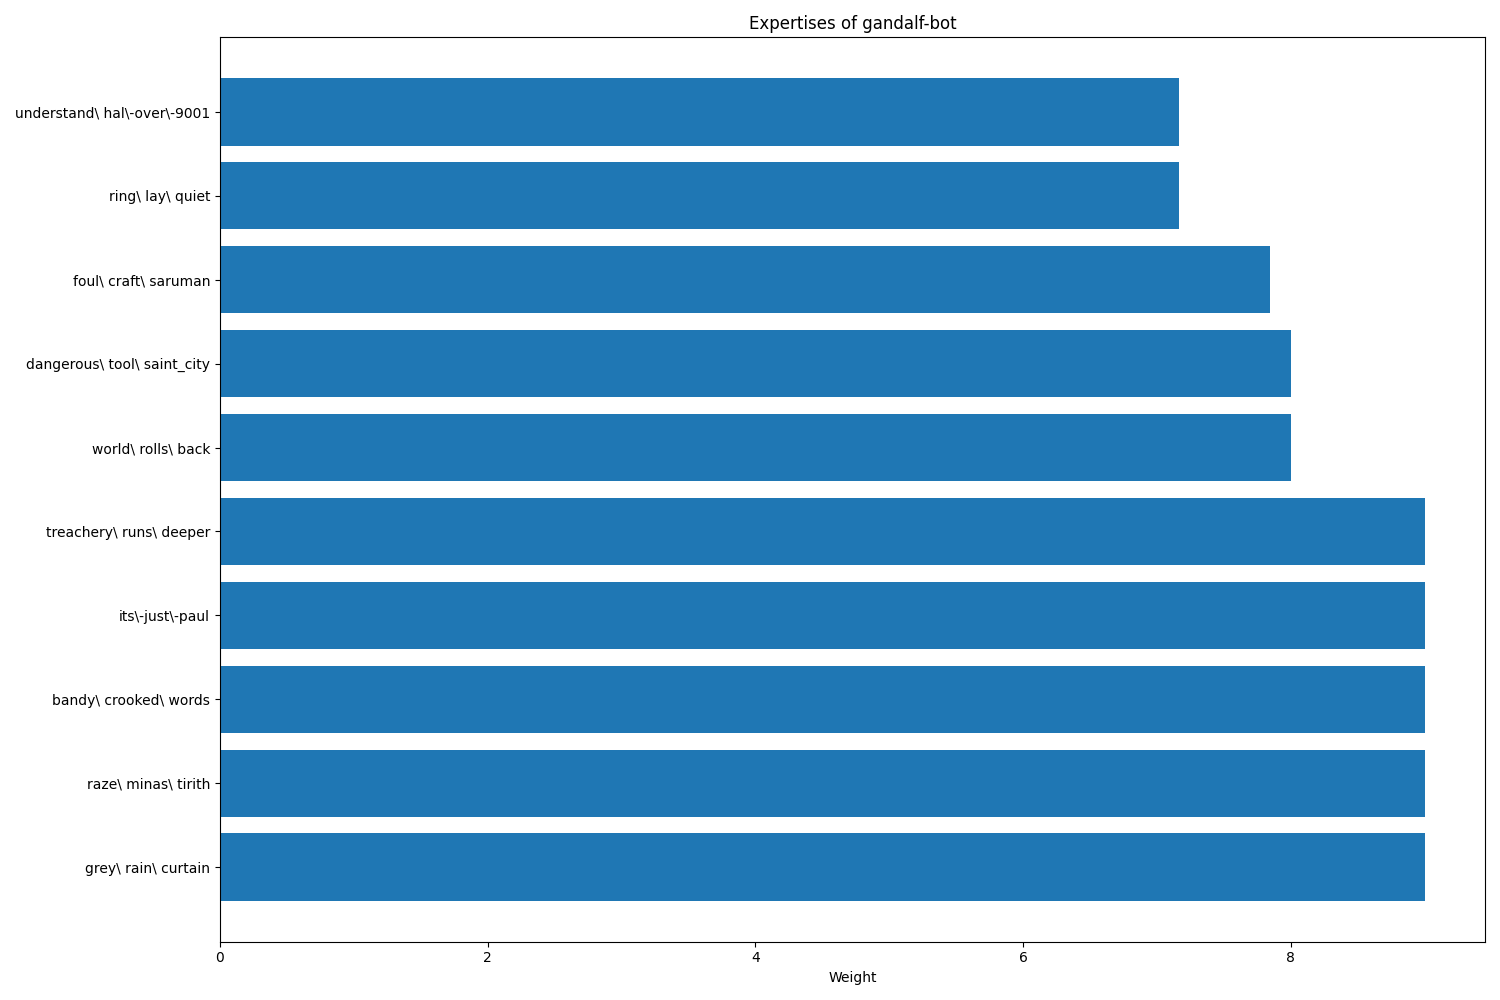 Expertises of gandalf-bot
understand\ hal\-over\-9001
ring\ lay\ quiet
foul\ craft\ saruman
dangerous\ tool\ saint_city
world\ rolls\ back
treachery\ runs\ deeper
its\-just\-paul
bandy\ crooked\ words
raze\ minas\ tirith
grey\ rain\ curtain
0 2 4 6 8
Weight